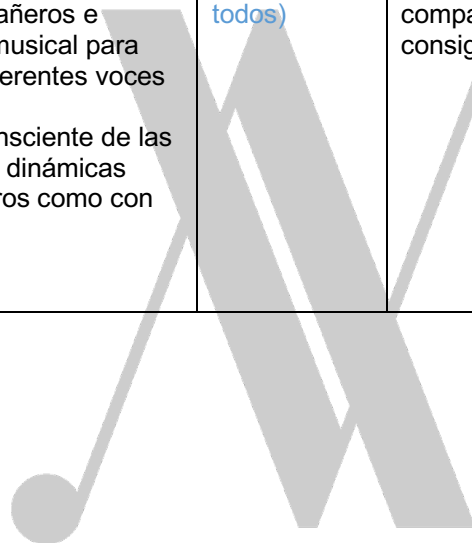 añeros e
musical para
erentes voces
nsciente de las
dinámicas
ros como con
todos)
compa
consig